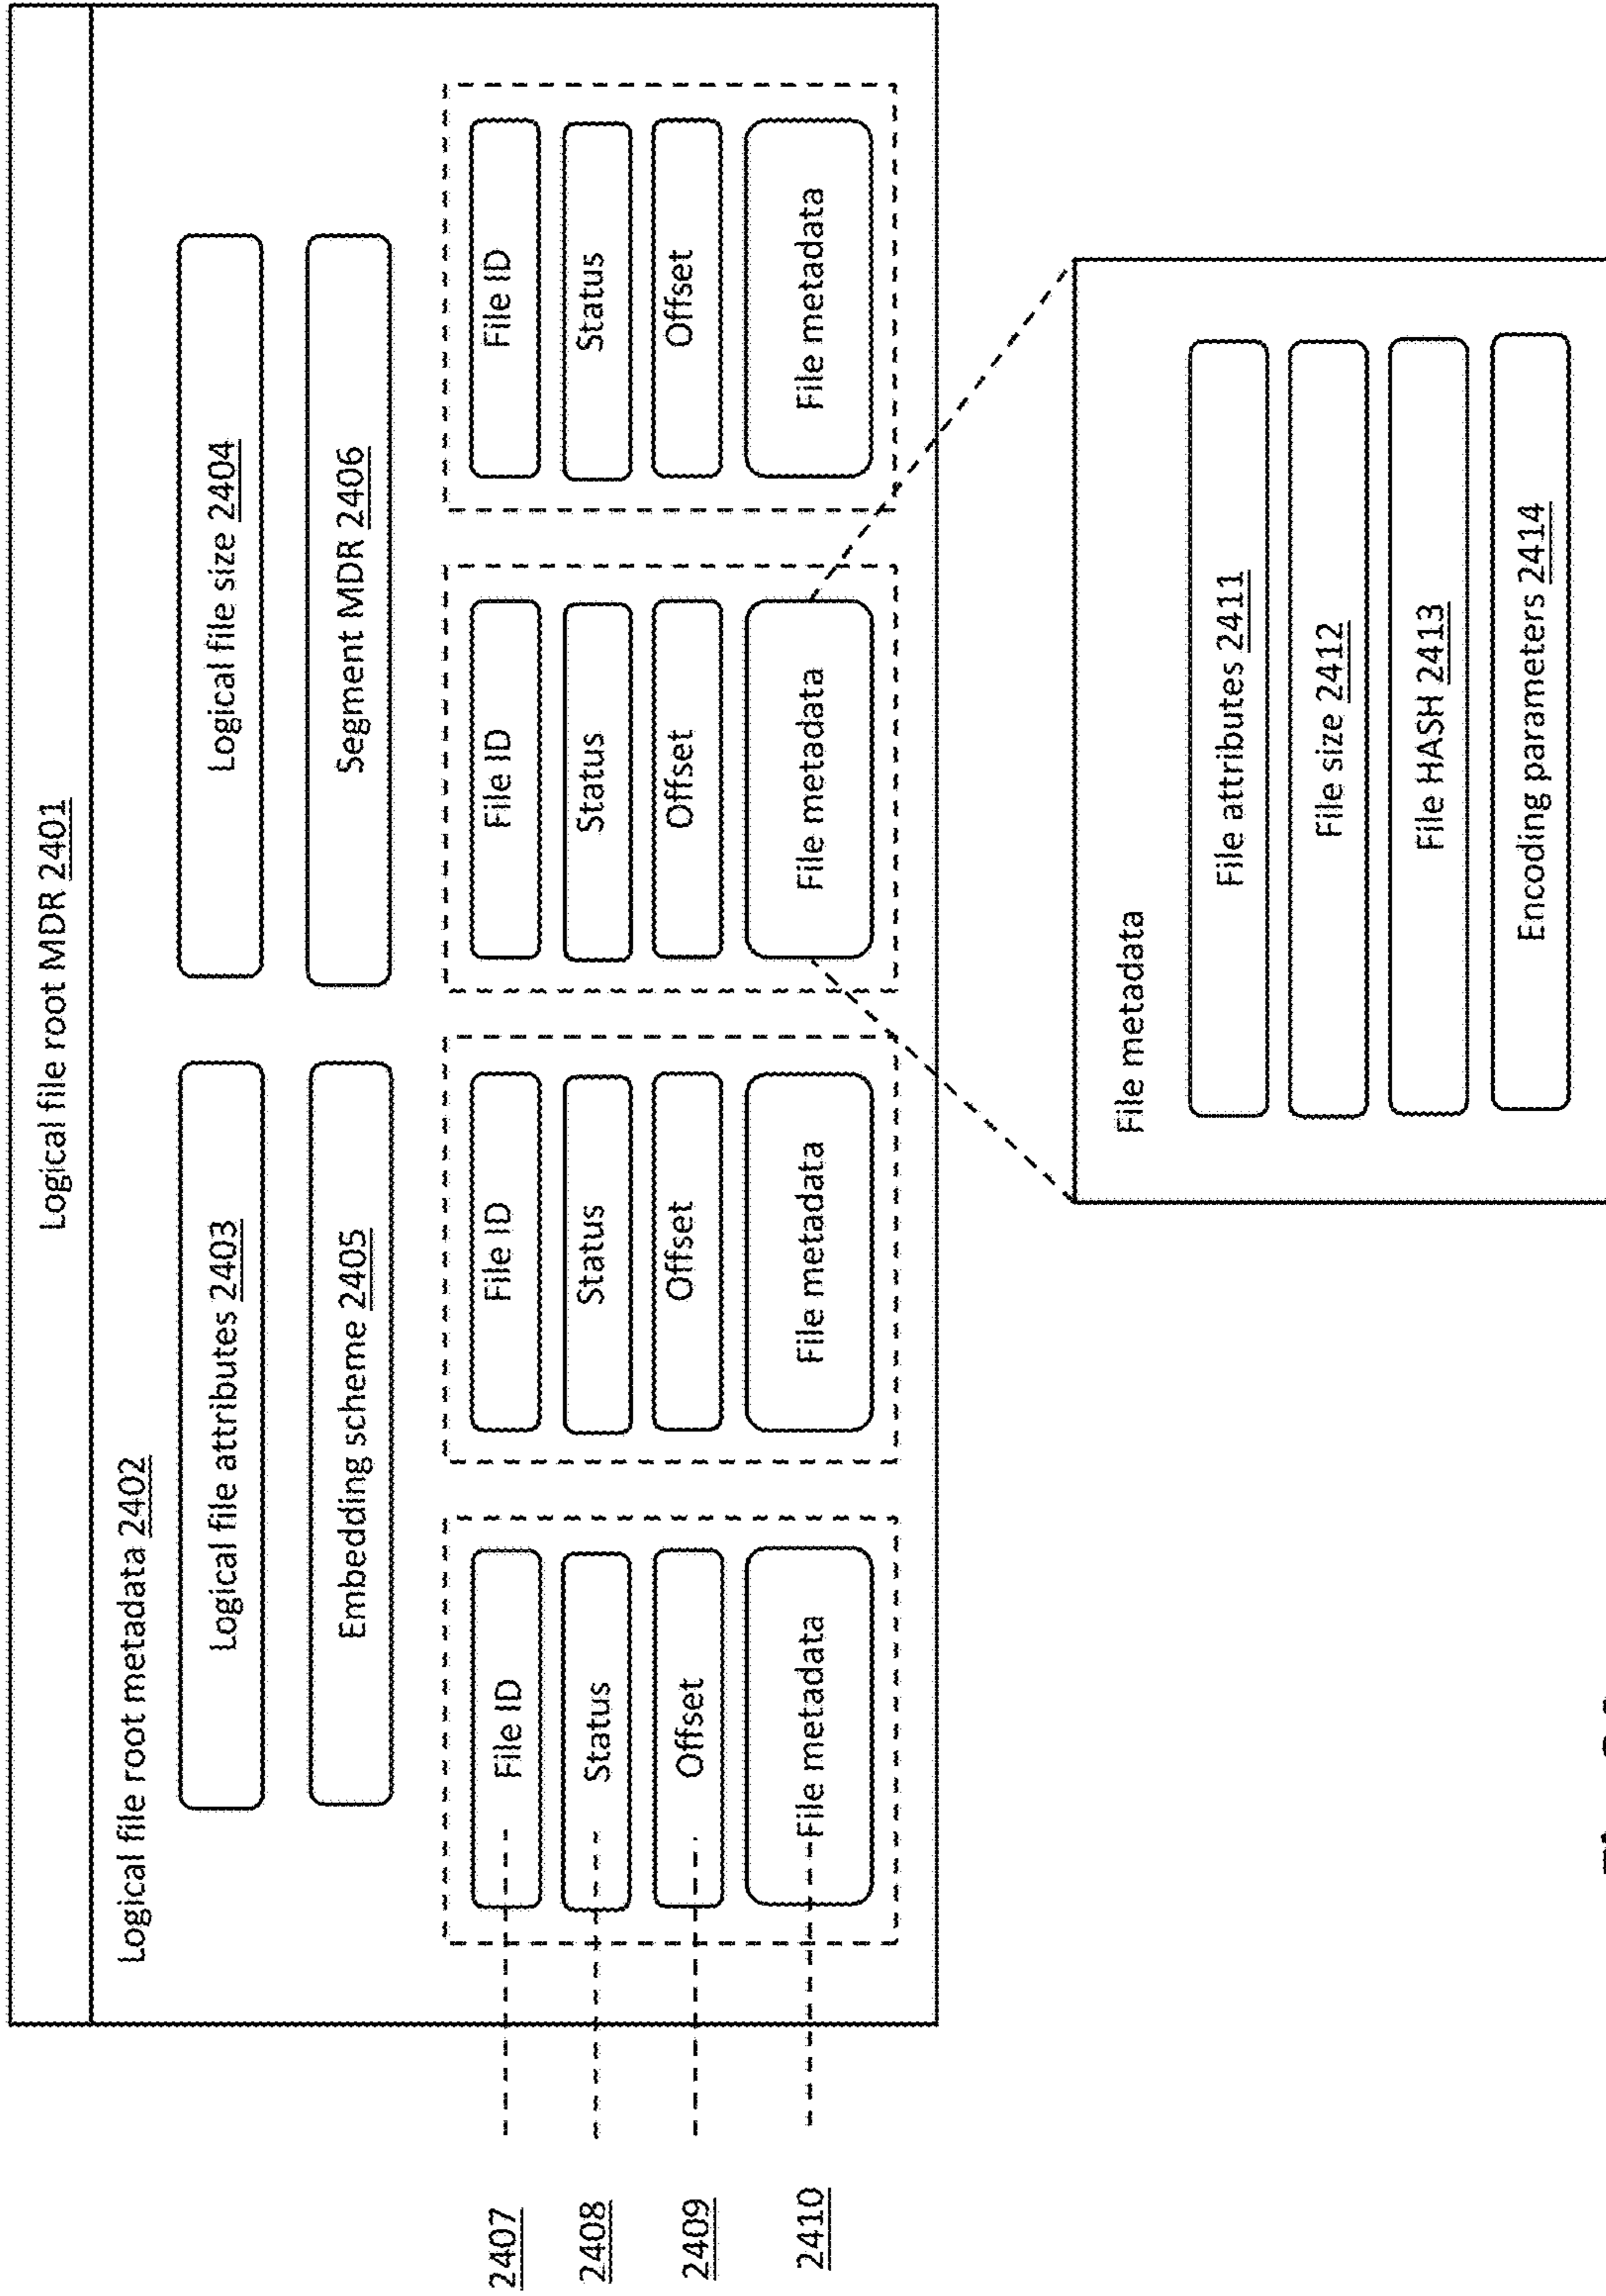 Logical file root MDR 2401
Logical file root metadata 2402
Logical file attributes 2403
Logical file size 2404
Embedding scheme 2405
Segment MDR 2406
2407
File ID
File ID
File ID
File ID
2408
Status
Status
Status
Status
2409
Offset
Offset
Offset
Offset
2410
File metadata
File metadata
File metadata
File metadata
File metadata
File attributes 2411
File size 2412
File HASH 2413
Encoding parameters 2414